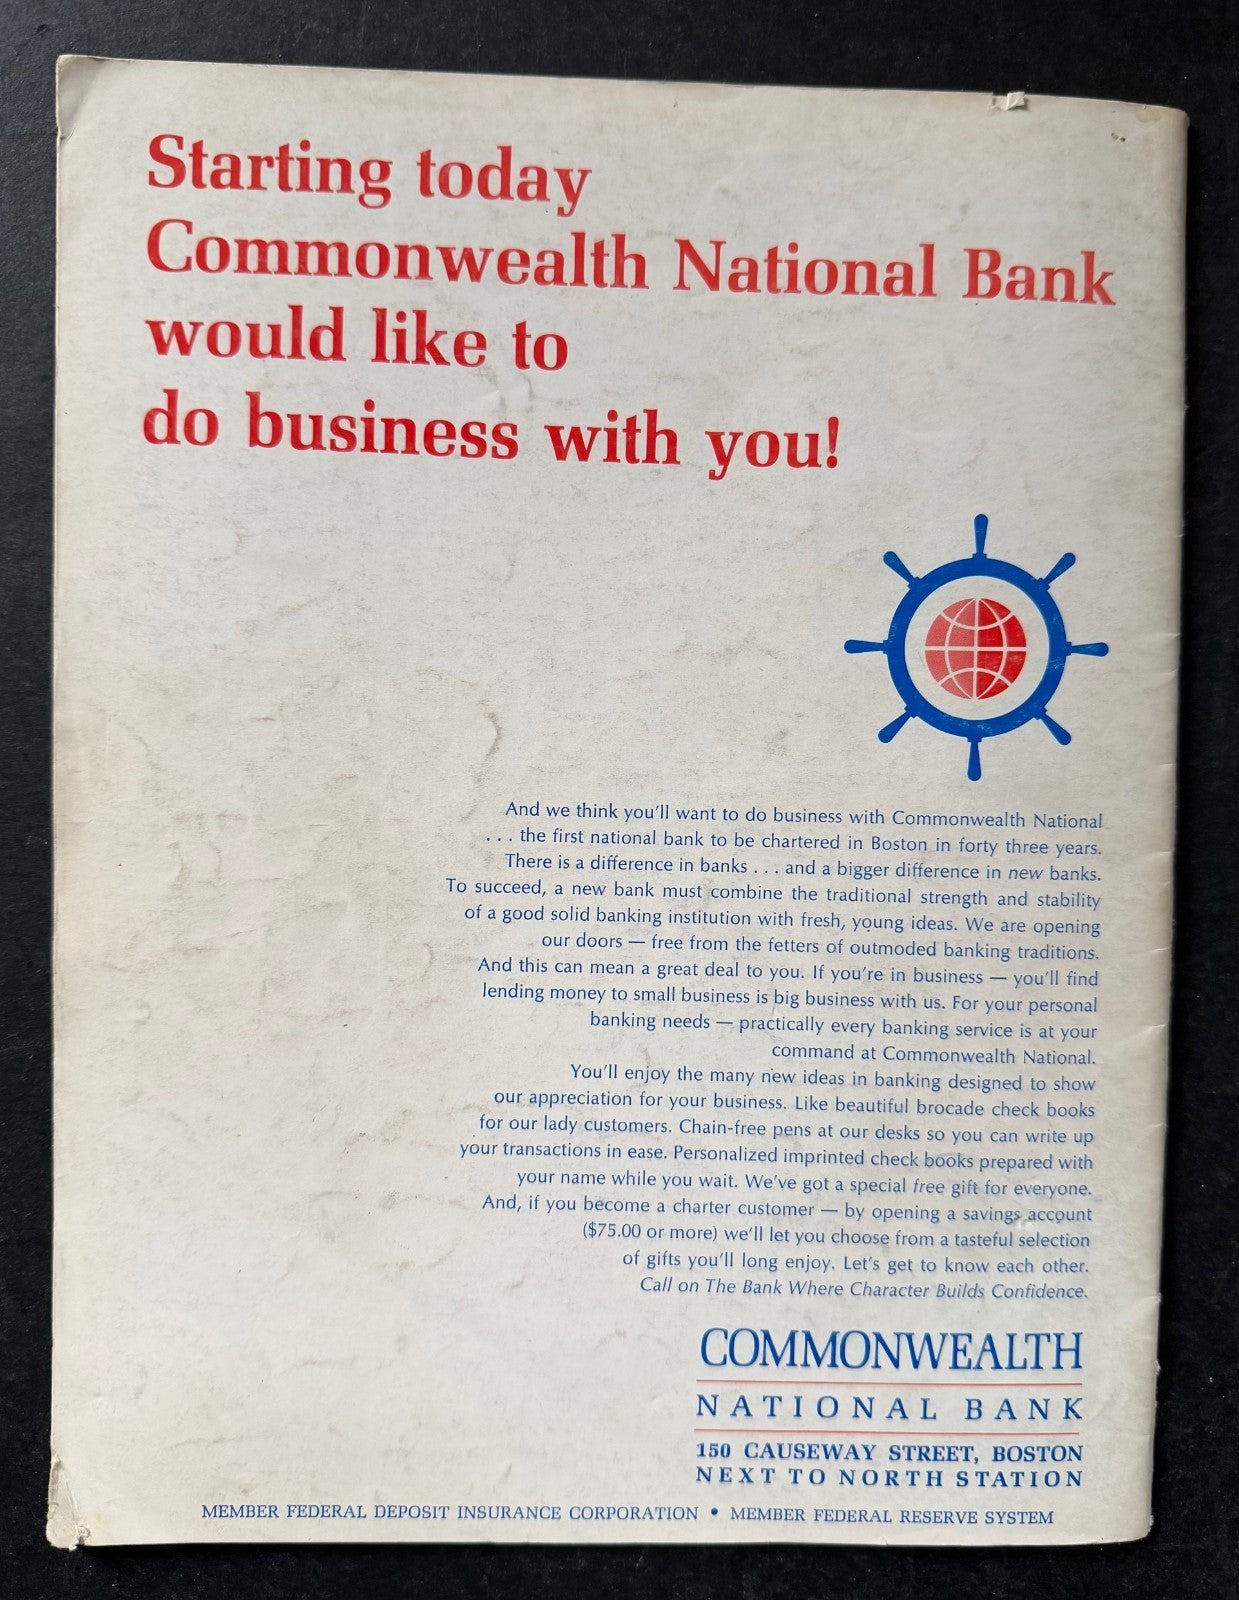 Starting today
Commonwealth National Bank
would like to
do business with you!
And we think you'll want to do business with Commonwealth National
. . . the first national bank to be chartered in Boston in forty three years.
There is a difference in banks . . . and a bigger difference in new banks.
To succeed, a new bank must combine the traditional strength and stability
of a good solid banking institution with fresh, young ideas. We are opening
our doors — free from the fetters of outmoded banking traditions.
And this can mean a great deal to you. If you're in business — you'll find
lending money to small business is big business with us. For your personal
banking needs — practically every banking service is at your
command at Commonwealth National.
You'll enjoy the many new ideas in banking designed to show
our appreciation for your business. Like beautiful brocade check books
for our lady customers. Chain-free pens at our desks so you can write up
your transactions in ease. Personalized imprinted check books prepared with
your name while you wait. We've got a special free gift for everyone.
And, if you become a charter customer — by opening a savings account
($75.00 or more) we'll let you choose from a tasteful selection
of gifts you'll long enjoy. Let's get to know each other.
Call on The Bank Where Character Builds Confidence.
COMMONWEALTH
NATIONAL BANK
150 CAUSEWAY STREET, BOSTON
NEXT TO NORTH STATION
MEMBER FEDERAL DEPOSIT INSURANCE CORPORATION • MEMBER FEDERAL RESERVE SYSTEM